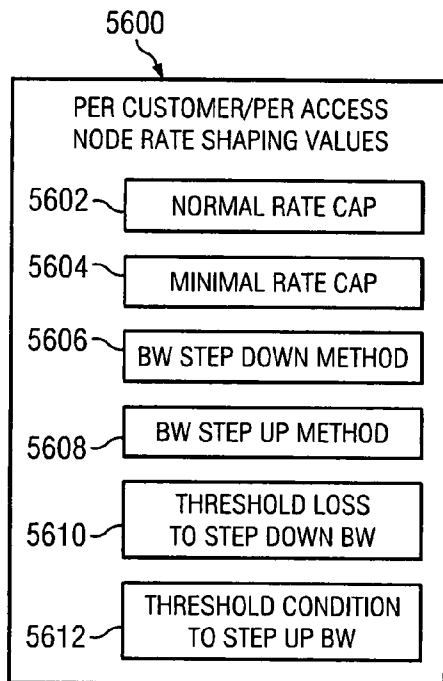 5600
PER CUSTOMER/PER ACCESS
NODE RATE SHAPING VALUES
5602
NORMAL RATE CAP
5604
MINIMAL RATE CAP
5606
BW STEP DOWN METHOD
5608
BW STEP UP METHOD
5610
THRESHOLD LOSS
TO STEP DOWN BW
5612
THRESHOLD CONDITION
TO STEP UP BW